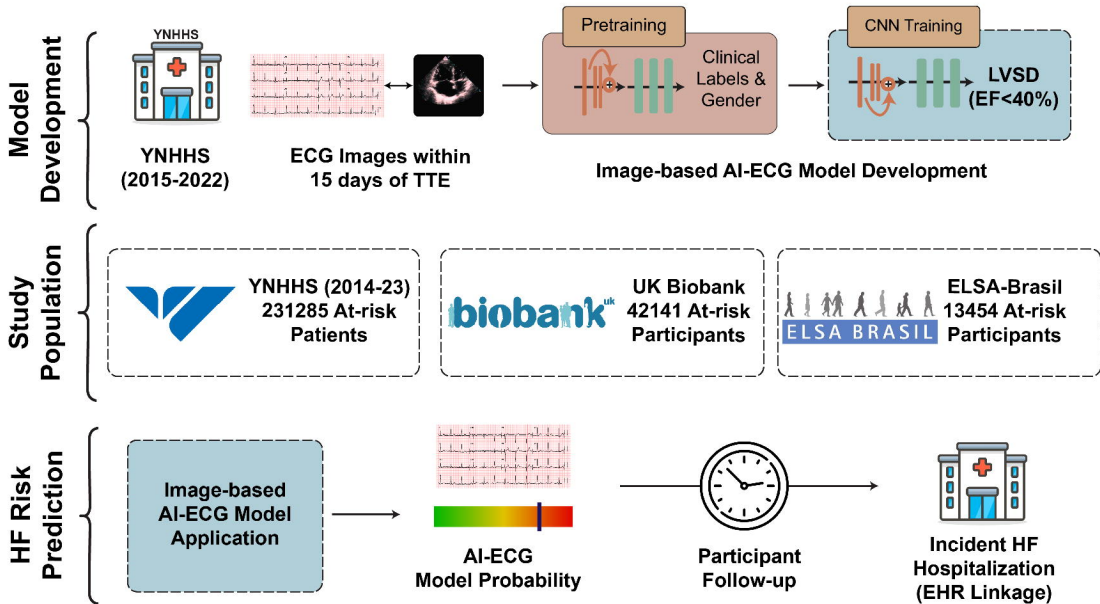 Model
Development
YNHHS
YNHHS
(2015-2022)
ECG Images within
15 days of TTE
Pretraining
Clinical
Labels &
Gender
CNN Training
LVSD
(EF<40%)
Image-based AI-ECG Model Development
Study
Population
YNHHS (2014-23)
231285 At-risk
Patients
biobank uk
UK Biobank
42141 At-risk
Participants
ELSA BRASIL
ELSA-Brasil
13454 At-risk
Participants
HF Risk
Prediction
Image-based
AI-ECG Model
Application
AI-ECG
Model Probability
Participant
Follow-up
Incident HF
Hospitalization
(EHR Linkage)